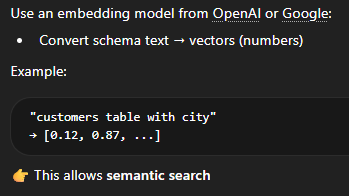 Use an embedding model from OpenAI or Google:
• Convert schema text → vectors (numbers)
Example:
"customers table with city"
→ [0.12, 0.87, ...]
👉 This allows semantic search